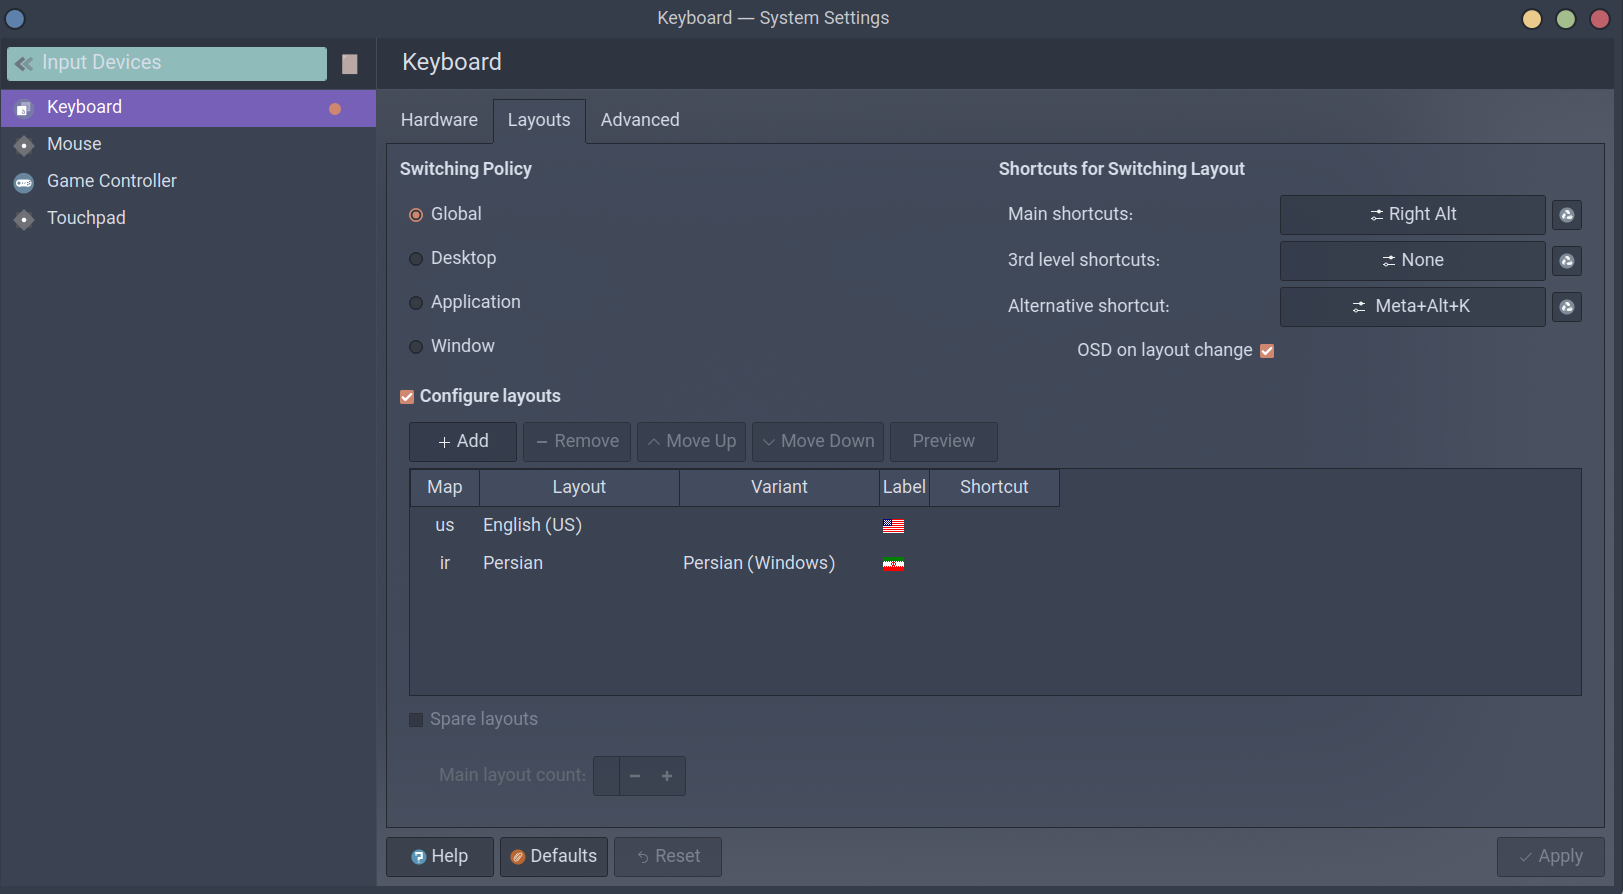 Keyboard — System Settings
Input Devices
Keyboard
Mouse
Game Controller
Touchpad
Keyboard
Hardware Layouts Advanced
Switching Policy
Global
Desktop
Application
Window
Shortcuts for Switching Layout
Main shortcuts: Right Alt
3rd level shortcuts: None
Alternative shortcut: Meta+Alt+K
OSD on layout change
Configure layouts
Add Remove Move Up Move Down Preview
Map Layout Variant Label Shortcut
us English (US)
ir Persian Persian (Windows)
Spare layouts
Main layout count:
Help Defaults Reset Apply